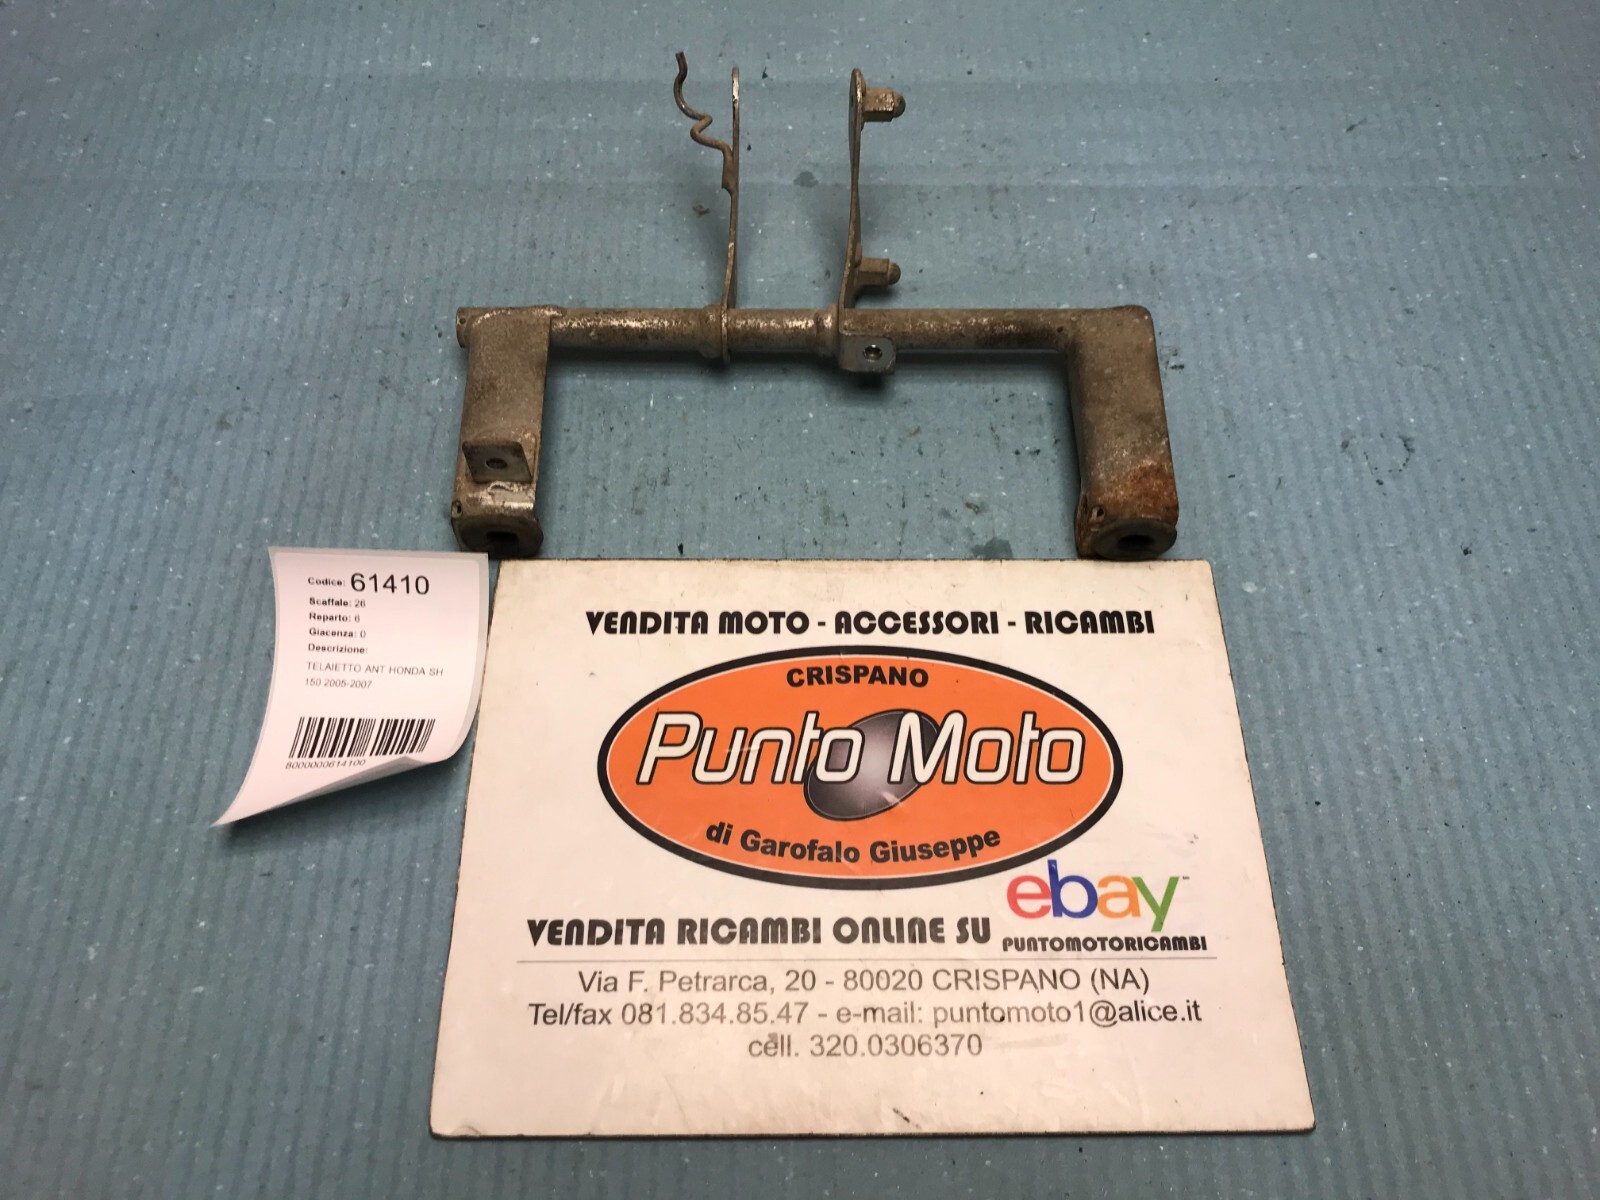 Codice: 61410
Scaffale: 26
Reparto: 6
Giacenza: 0
Descrizione:
TELAIETTO ANT HONDA SH
150 2005-2007
8000000614100
VENDITA MOTO - ACCESSORI - RICAMBI
CRISPANO
Punto Moto
di Garofalo Giuseppe
ebay
VENDITA RICAMBI ONLINE SU
PUNTOMOTORICAMBI
Via F. Petrarca, 20 - 80020 CRISPANO (NA)
Tel/fax 081.834.85.47 - e-mail: puntomoto1@alice.it
cell. 320.0306370